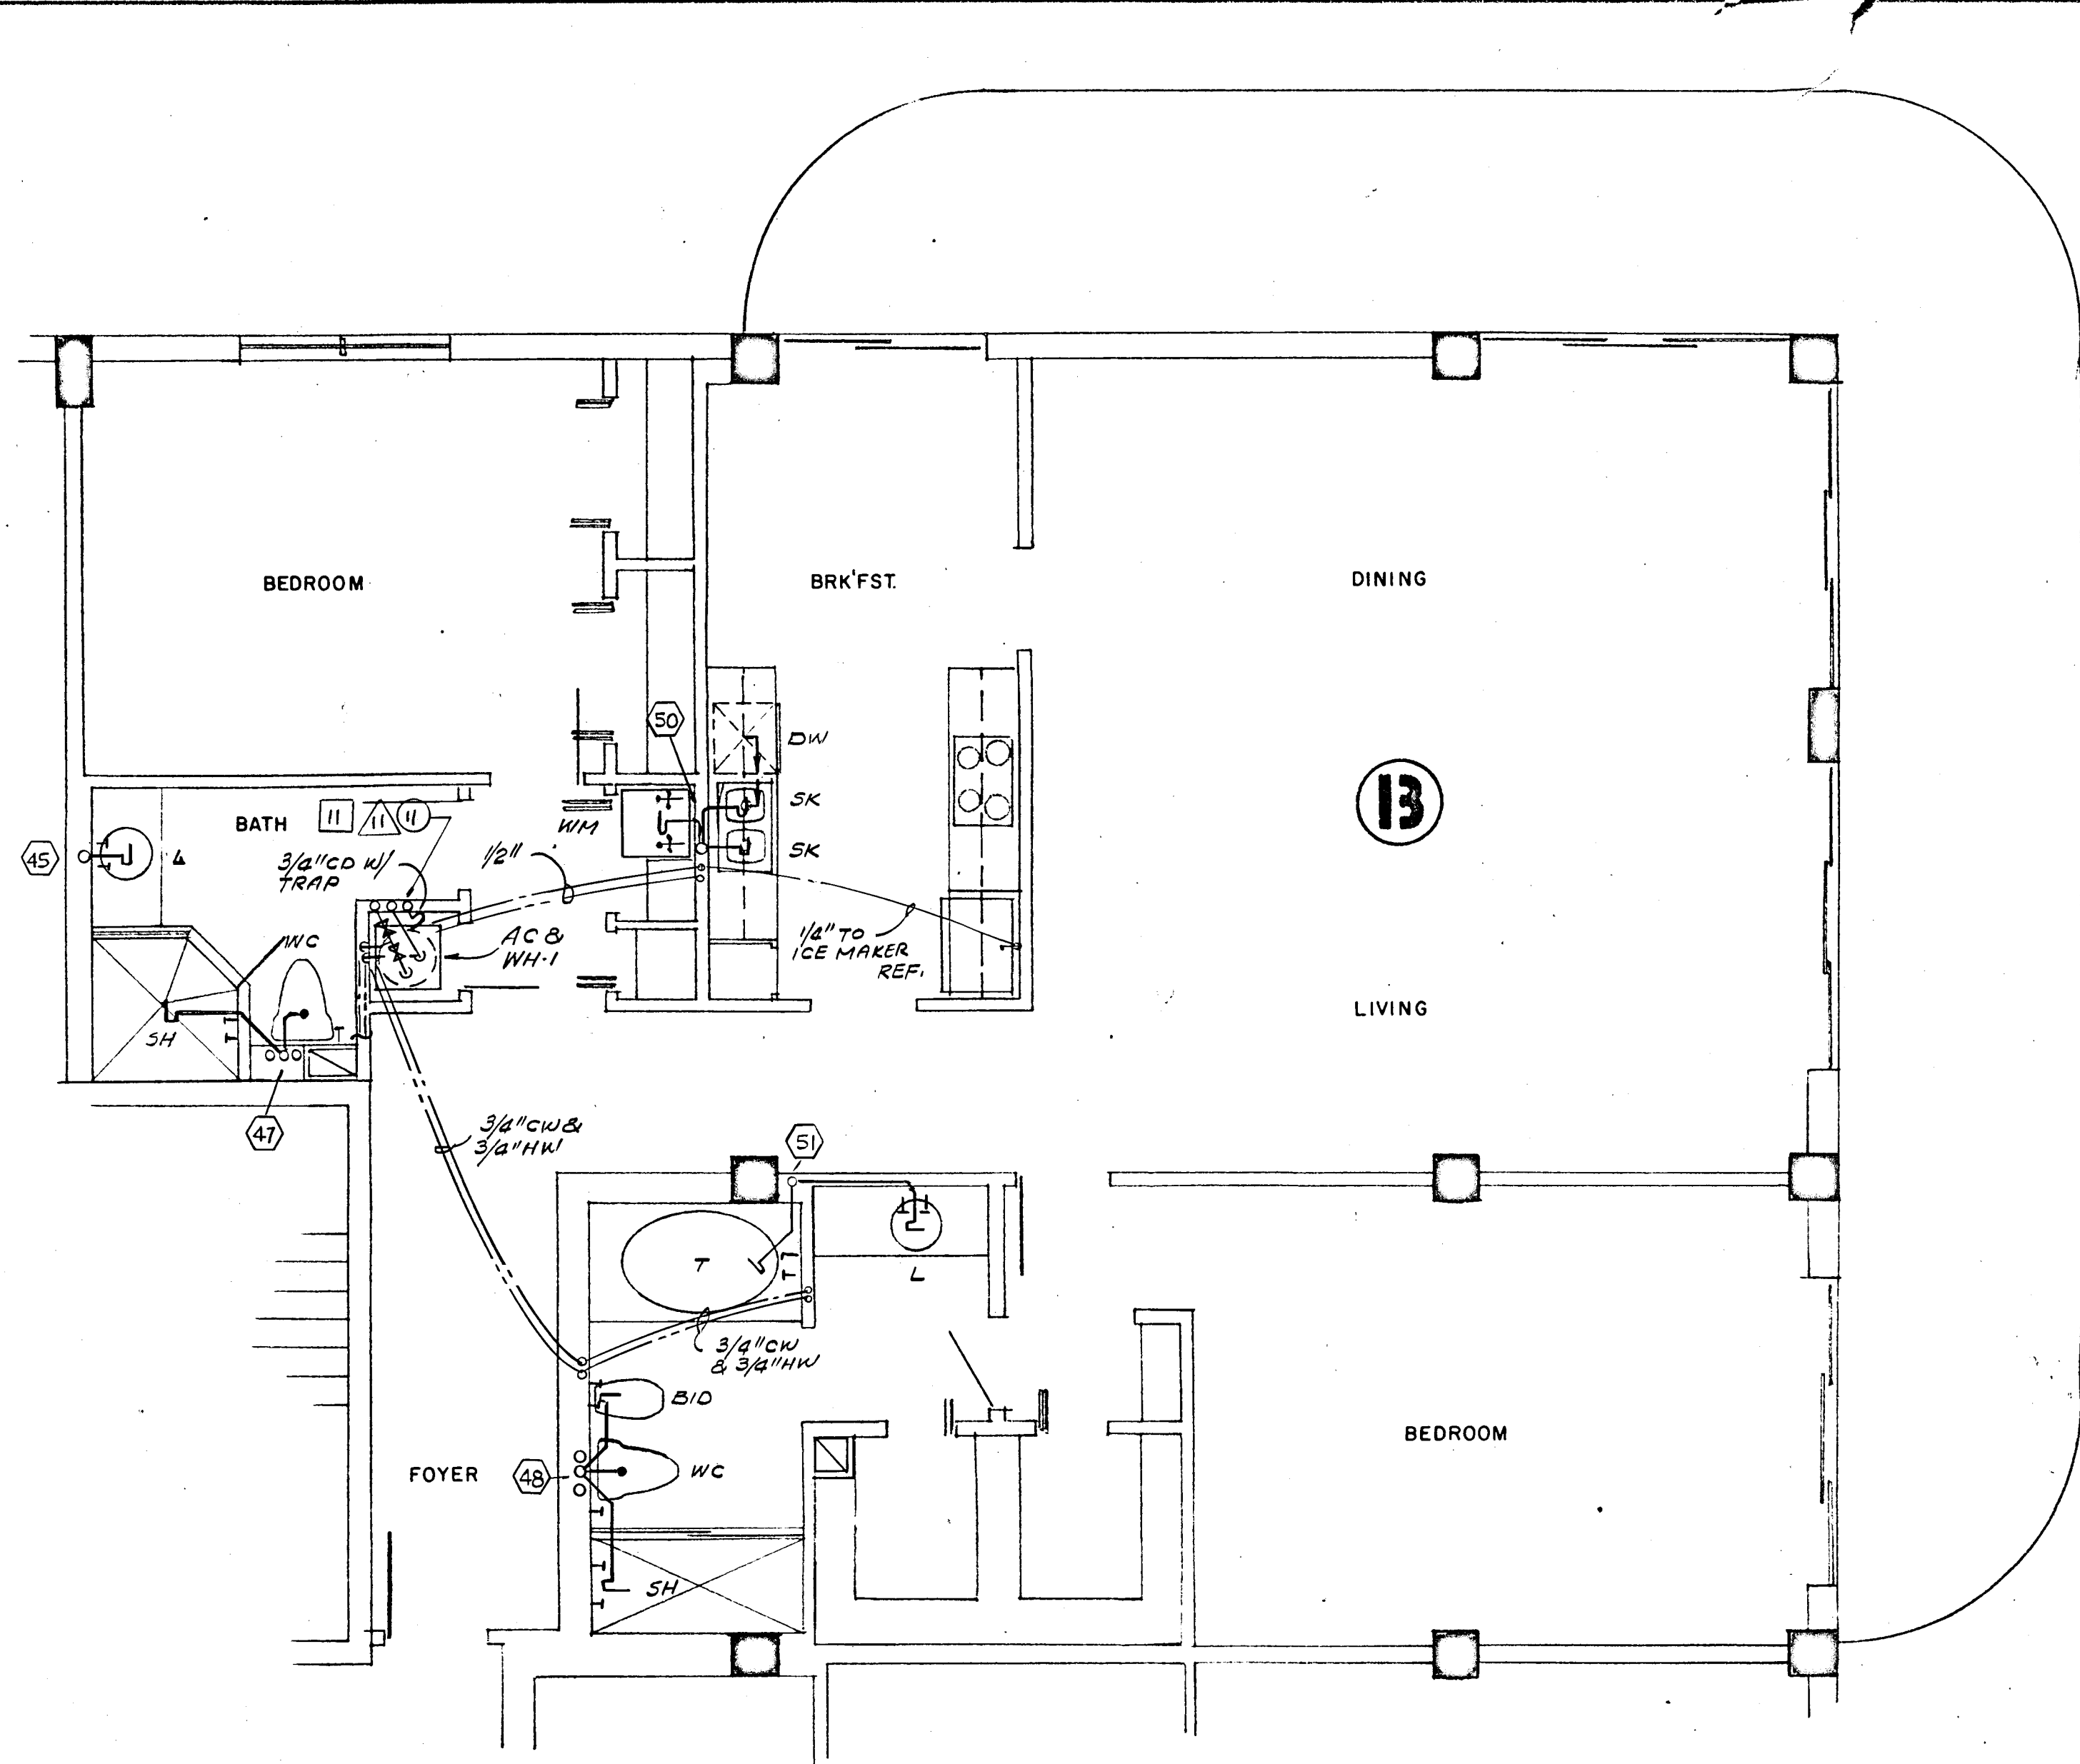 BEDROOM
BRK'FST.
DINING
50
DW
SK
W/M
SK
BATH
11
11
11
45
L
3/4"CD W/
TRAP
1/2"
13
WC
AC &
WH-1
1/4" TO
ICE MAKER
REF.
LIVING
SH
47
3/4"CW &
3/4"HW
51
T
L
3/4"CW
& 3/4"HW
BID
FOYER
48
WC
BEDROOM
SH